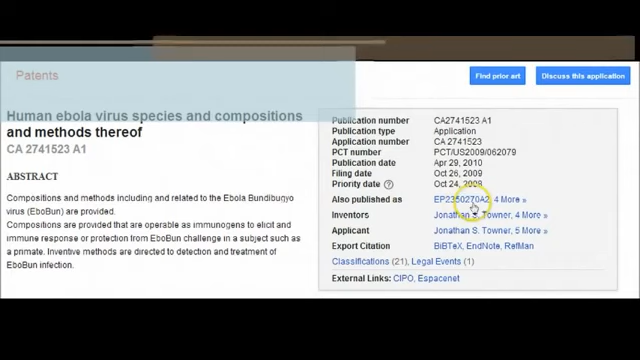 Patents
Find prior art
Discuss this application
Human ebola virus species and compositions
and methods thereof
CA 2741523 A1
ABSTRACT
Compositions and methods including and related to the Ebola Bundibugyo
virus (EboBun) are provided.
Compositions are provided that are operable as immunogens to elicit and
immune response or protection from EboBun challenge in a subject such as
a primate. Inventive methods are directed to detection and treatment of
EboBun infection.
Publication number CA2741523 A1
Publication type Application
Application number CA 2741523
PCT number PCT/US2009/062079
Publication date Apr 29, 2010
Filing date Oct 26, 2009
Priority date ? Oct 24, 2008
Also published as EP2350270A2, 4 More »
Inventors Jonathan S. Towner, 4 More »
Applicant Jonathan S. Towner, 5 More »
Export Citation BiBTeX, EndNote, RefMan
Classifications (21), Legal Events (1)
External Links: CIPO, Espacenet